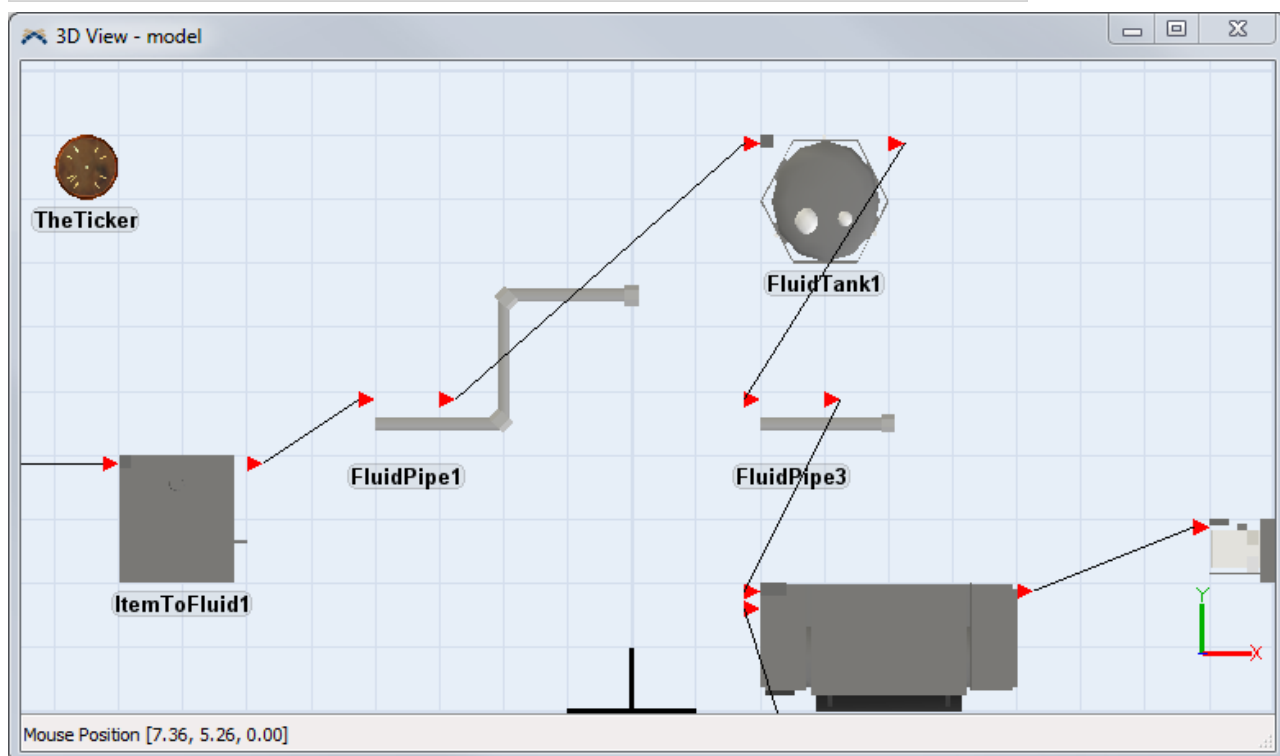 3D View - model
TheTicker
FluidTank1
FluidPipe1
FluidPipe3
ItemToFluid1
Y
X
Mouse Position [7.36, 5.26, 0.00]